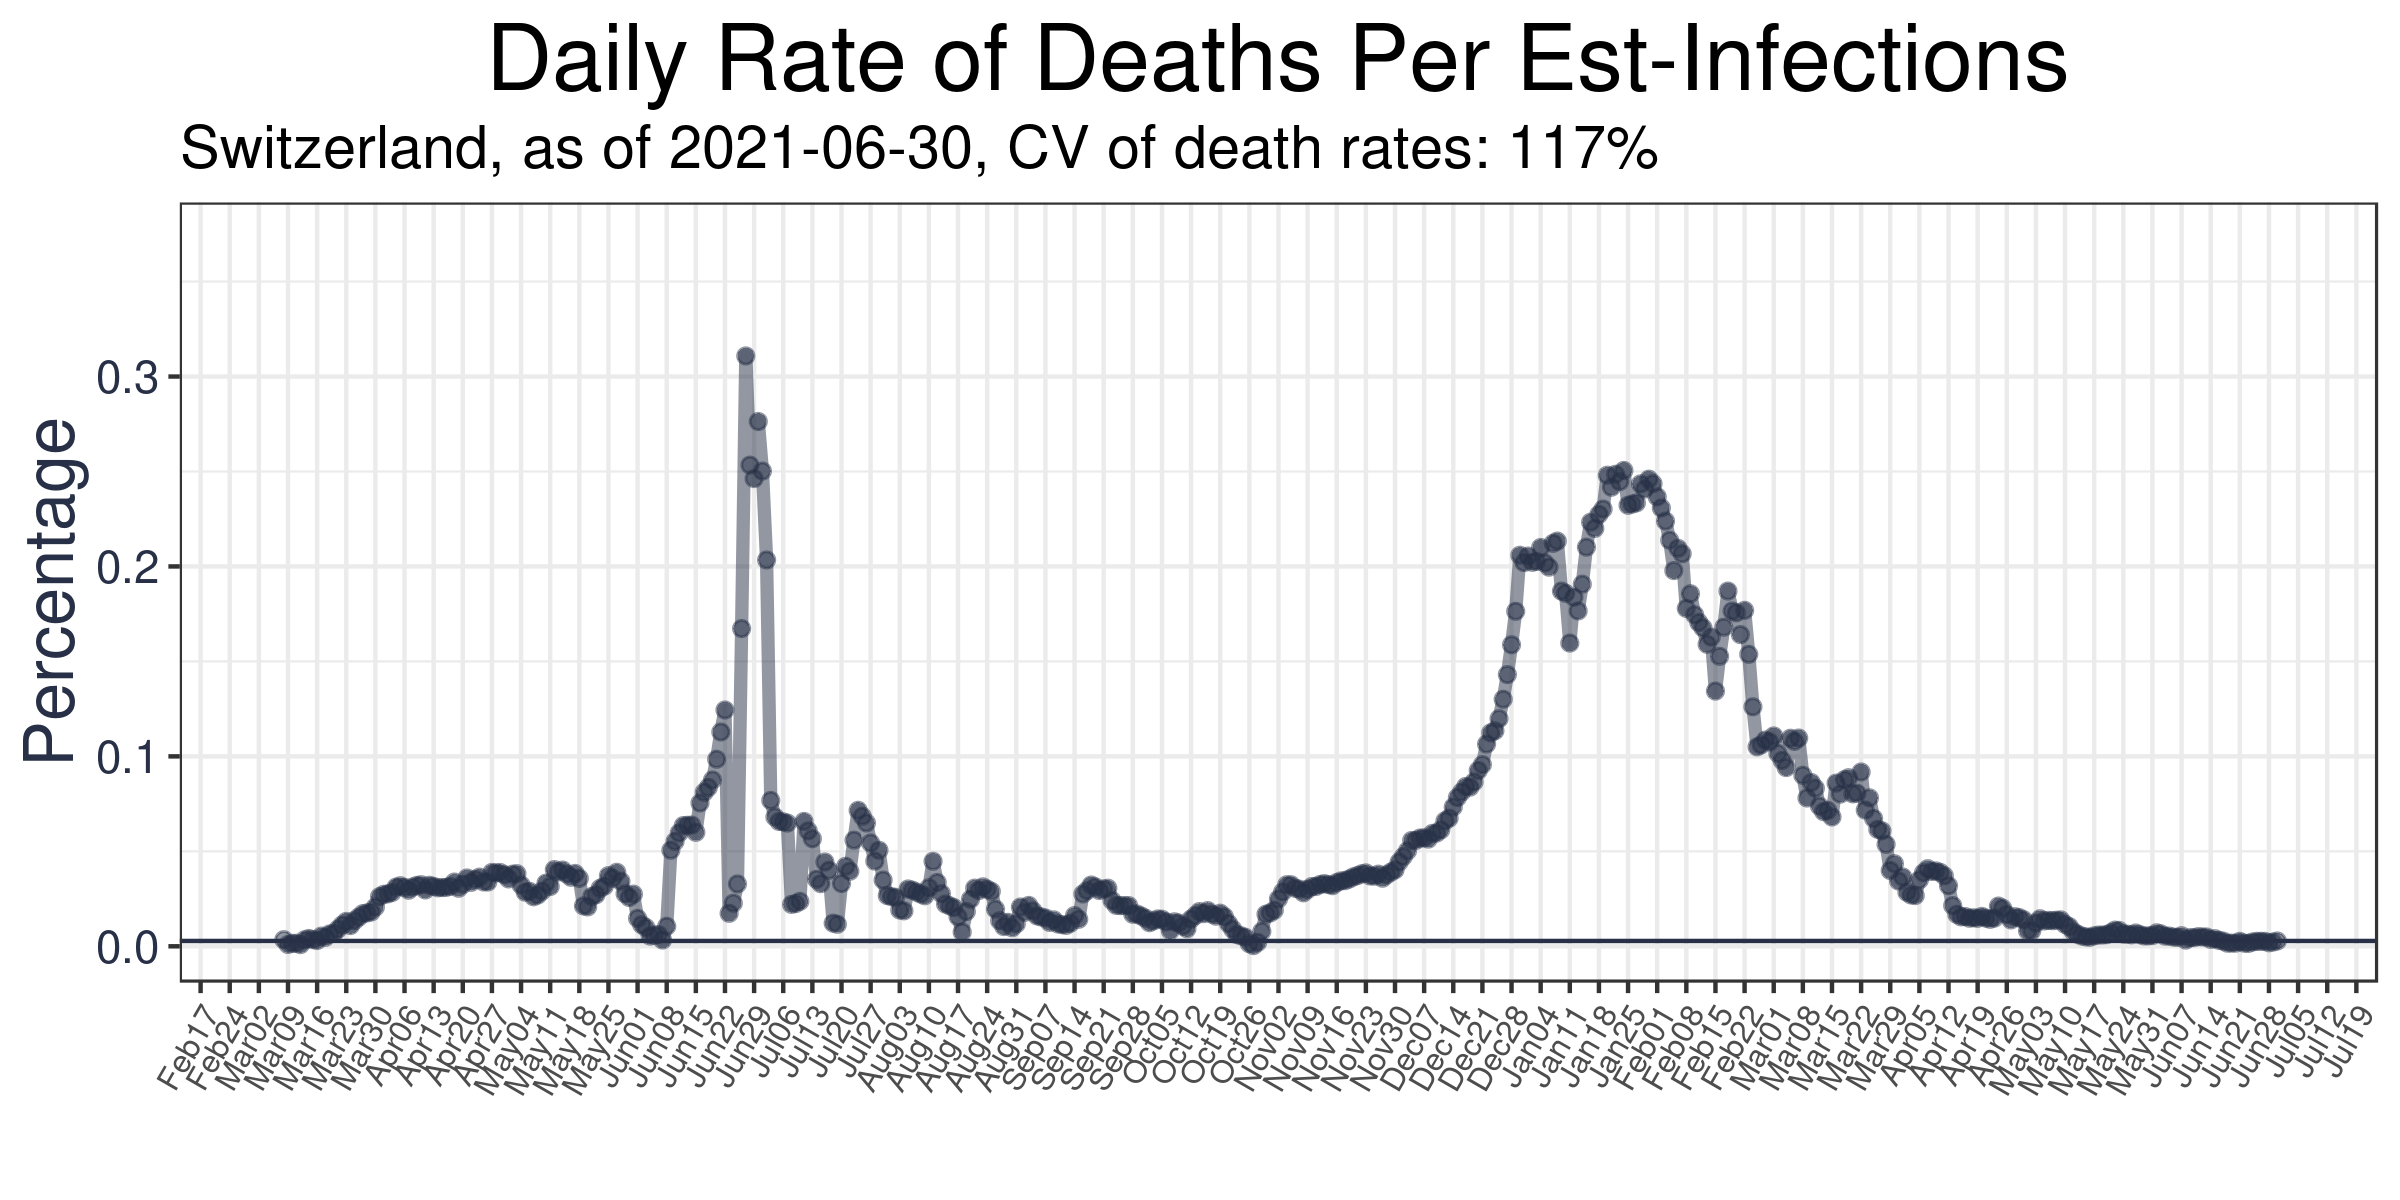 Daily Rate of Deaths Per Est-Infections
Switzerland, as of 2021-06-30, CV of death rates: 117%
Percentage
0.3
0.2
0.1
0.0
Feb17
Feb24
Mar02
Mar09
Mar16
Mar23
Mar30
Apr06
Apr13
Apr20
Apr27
May04
May11
May18
May25
Jun01
Jun08
Jun15
Jun22
Jun29
Jul06
Jul13
Jul20
Jul27
Aug03
Aug10
Aug17
Aug24
Aug31
Sep07
Sep14
Sep21
Sep28
Oct05
Oct12
Oct19
Oct26
Nov02
Nov09
Nov16
Nov23
Nov30
Dec07
Dec14
Dec21
Dec28
Jan04
Jan11
Jan18
Jan25
Feb01
Feb08
Feb15
Feb22
Mar01
Mar08
Mar15
Mar22
Mar29
Apr05
Apr12
Apr19
Apr26
May03
May10
May17
May24
May31
Jun07
Jun14
Jun21
Jun28
Jul05
Jul12
Jul19